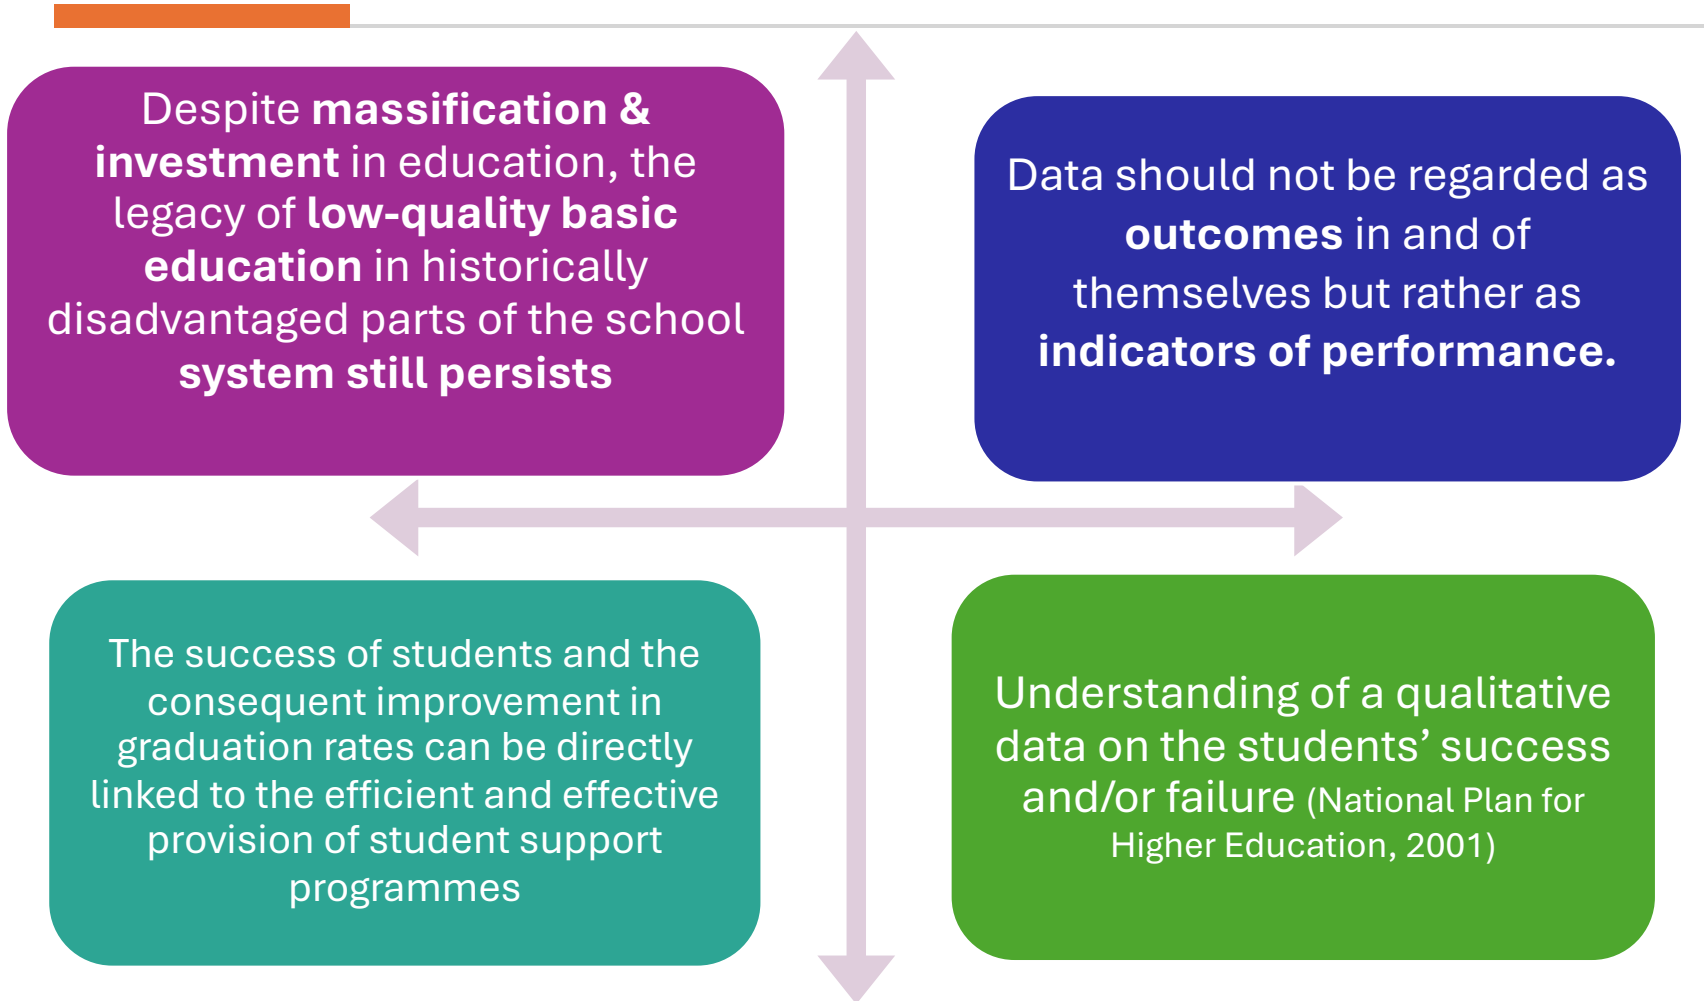 Despite massification &
investment in education, the
legacy of low-quality basic
education in historically
disadvantaged parts of the school
system still persists
Data should not be regarded as
outcomes in and of
themselves but rather as
indicators of performance.
The success of students and the
consequent improvement in
graduation rates can be directly
linked to the efficient and effective
provision of student support
programmes
Understanding of a qualitative
data on the students’ success
and/or failure (National Plan for
Higher Education, 2001)